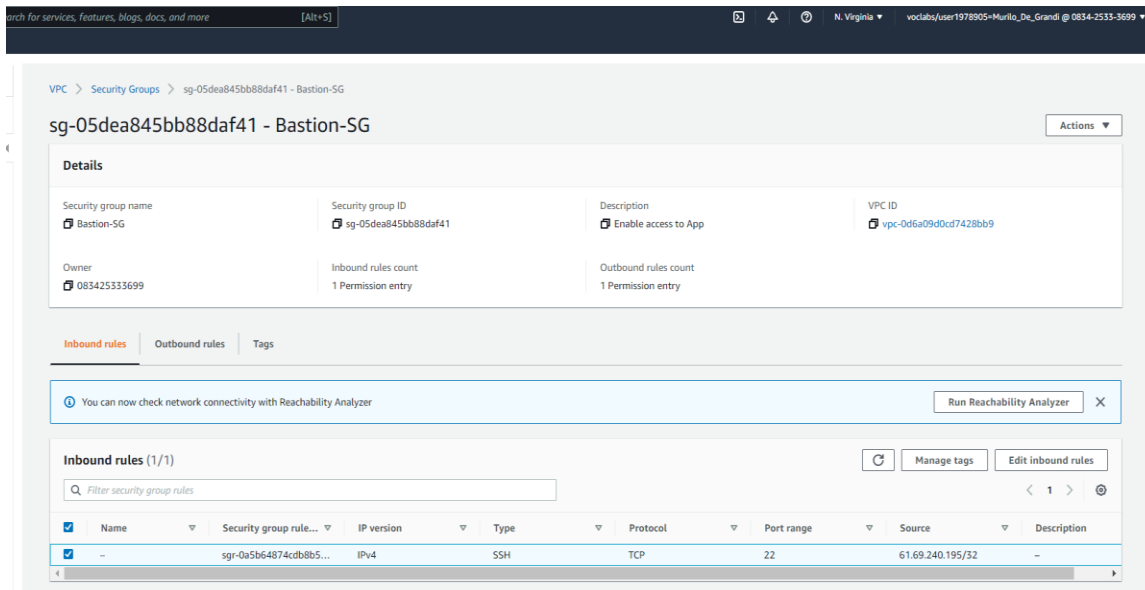 arch for services, features, blogs, docs, and more [Alt+S] N. Virginia ▼ voclabs/user1978905=Murilo_De_Grandi @ 0834-2533-3699 ▼
VPC > Security Groups > sg-05dea845bb88daf41 - Bastion-SG
sg-05dea845bb88daf41 - Bastion-SG Actions ▼
Details
Security group name Security group ID Description VPC ID
Bastion-SG sg-05dea845bb88daf41 Enable access to App vpc-0d6a09d0cd7428bb9
Owner Inbound rules count Outbound rules count
083425333699 1 Permission entry 1 Permission entry
Inbound rules Outbound rules Tags
You can now check network connectivity with Reachability Analyzer Run Reachability Analyzer
Inbound rules (1/1) Manage tags Edit inbound rules
Filter security group rules < 1 >
Name Security group rule... IP version Type Protocol Port range Source Description
– sgr-0a5b64874cdb8b5... IPv4 SSH TCP 22 61.69.240.195/32 –